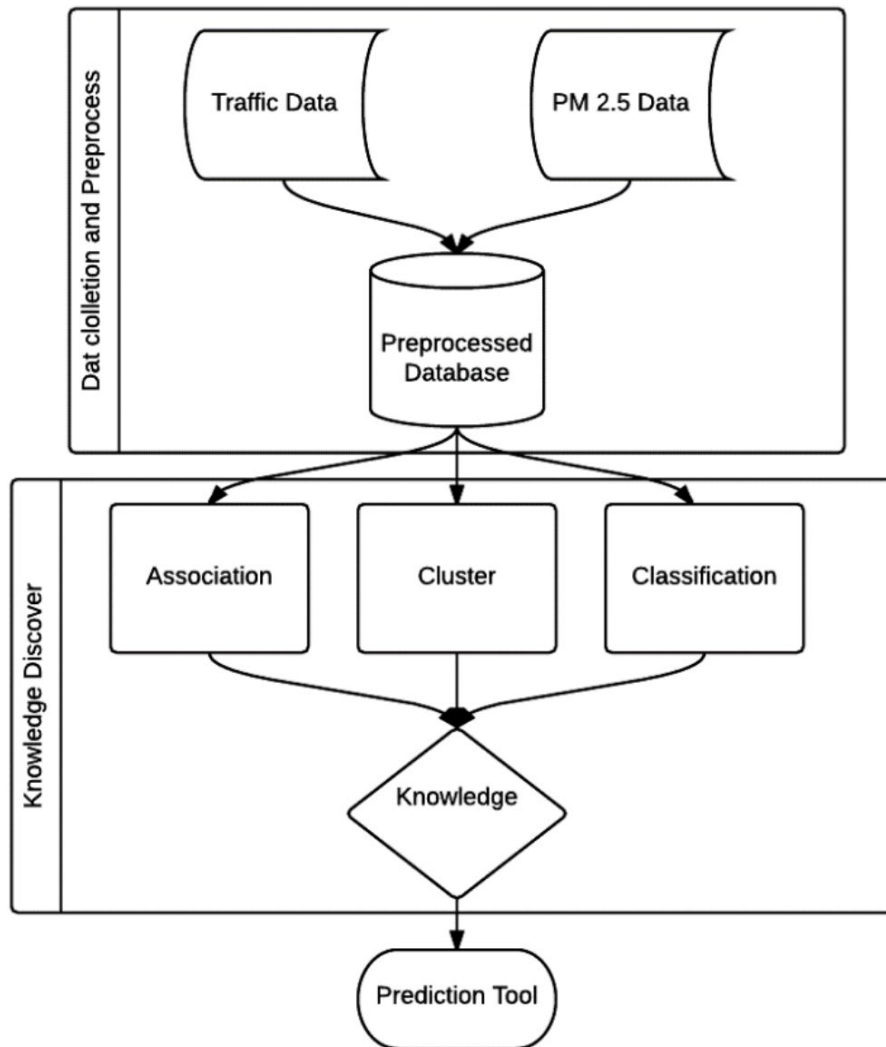 Dat clolletion and Preprocess
Traffic Data
PM 2.5 Data
Preprocessed
Database
Knowledge Discover
Association
Cluster
Classification
Knowledge
Prediction Tool